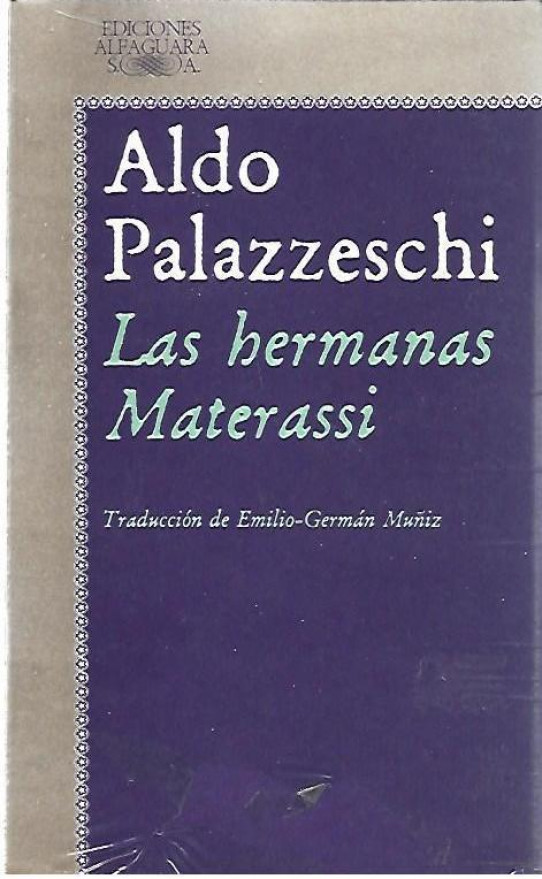 EDICIONES
ALFAGUARA
S. A.
Aldo
Palazzeschi
Las hermanas
Materassi
Traducción de Emilio-Germán Muñiz